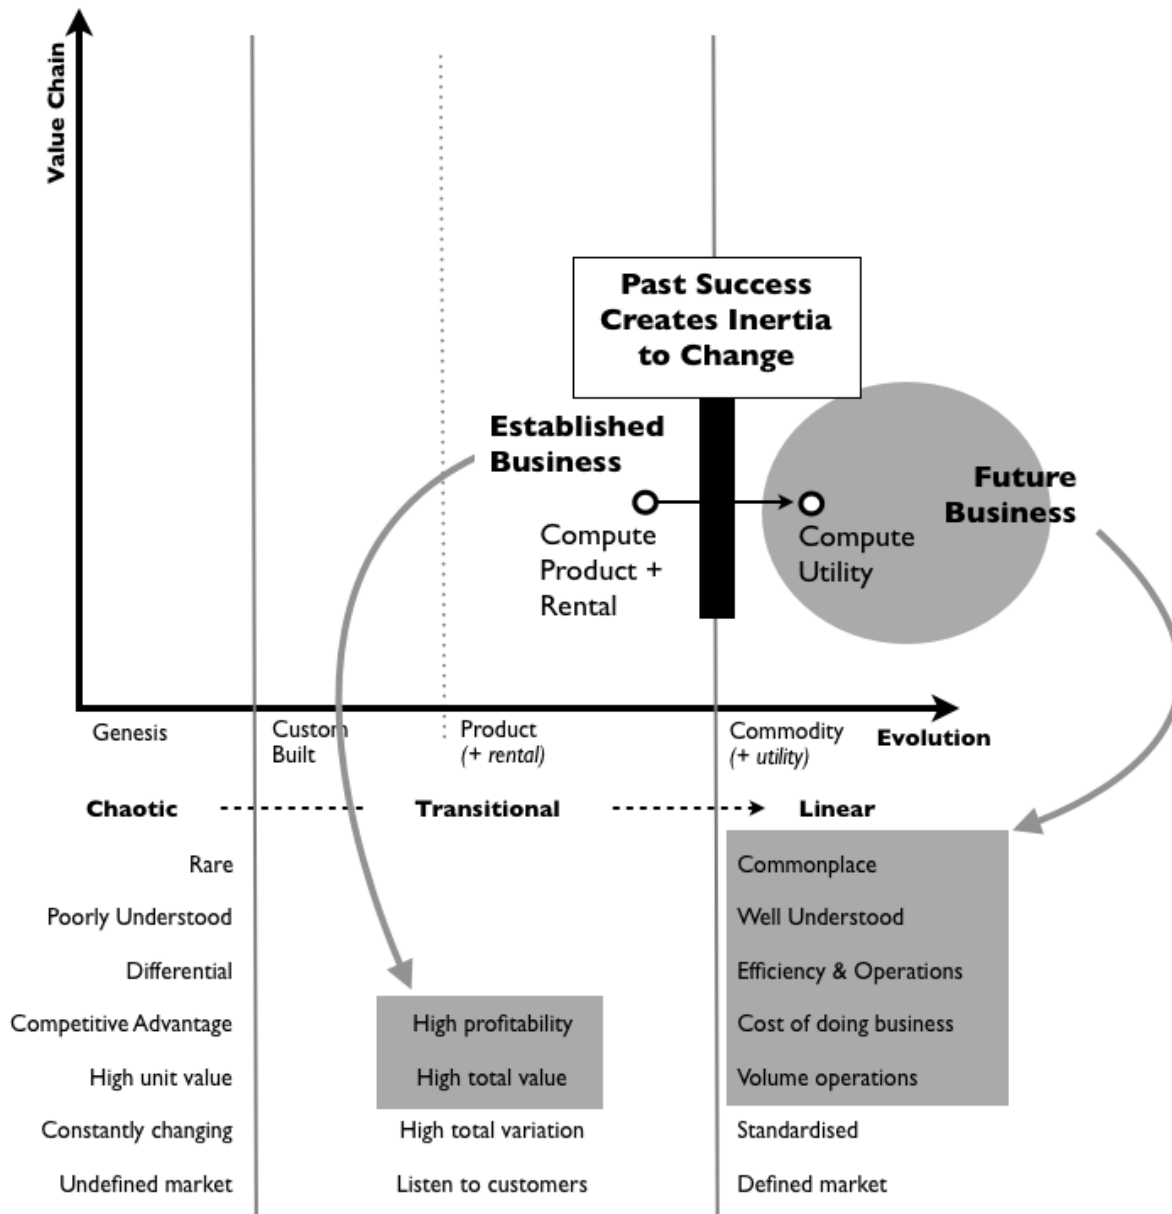 Value Chain
Past Success
Creates Inertia
to Change
Established
Business
Future
Business
Compute
Product +
Rental
Compute
Utility
Genesis
Custom
Built
Product
(+ rental)
Commodity
(+ utility)
Evolution
Chaotic
Transitional
Linear
Rare
Commonplace
Poorly Understood
Well Understood
Differential
Efficiency & Operations
Competitive Advantage
High profitability
Cost of doing business
High unit value
High total value
Volume operations
Constantly changing
High total variation
Standardised
Undefined market
Listen to customers
Defined market